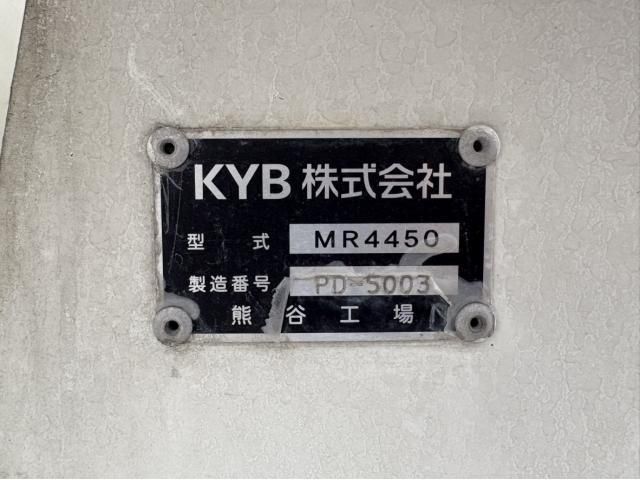 KYB 株式会社
型 式 MR4450
製造番号 PD-5003
熊 谷 工 場